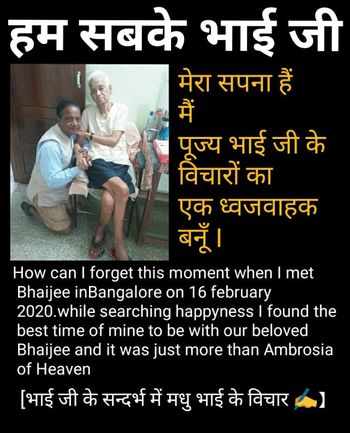 हम सबके भाई जी
मेरा सपना हैं
मैं
पूज्य भाई जी के
विचारों का
एक ध्वजवाहक
बनूँ।
How can I forget this moment when I met
Bhaijee inBangalore on 16 february
2020.while searching happyness I found the
best time of mine to be with our beloved
Bhaijee and it was just more than Ambrosia
of Heaven
[भाई जी के सन्दर्भ में मधु भाई के विचार ✍️】